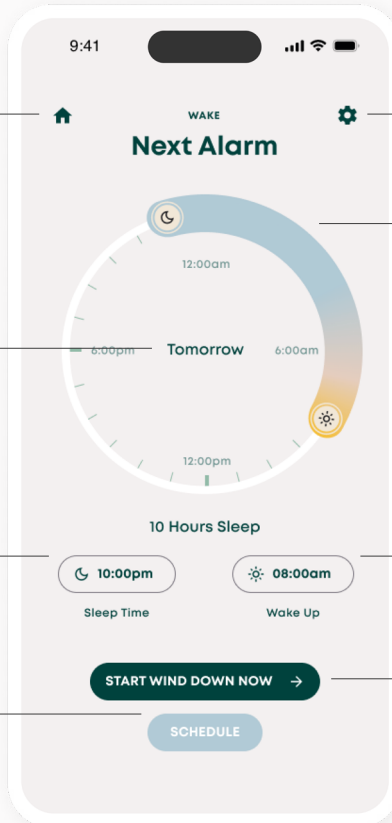 9:41
WAKE
Next Alarm
12:00am
6:00pm Tomorrow 6:00am
12:00pm
10 Hours Sleep
10:00pm 08:00am
Sleep Time Wake Up
START WIND DOWN NOW →
SCHEDULE